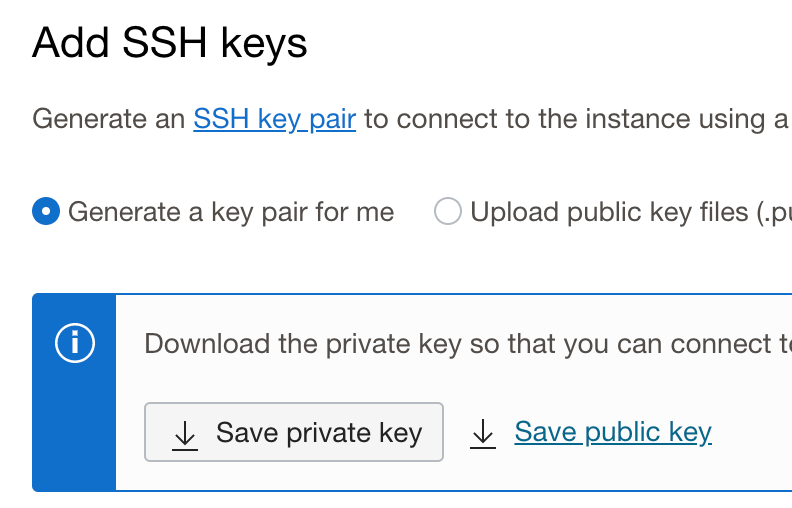 Add SSH keys
Generate an SSH key pair to connect to the instance using a
Generate a key pair for me Upload public key files (.pu
Download the private key so that you can connect to
Save private key Save public key